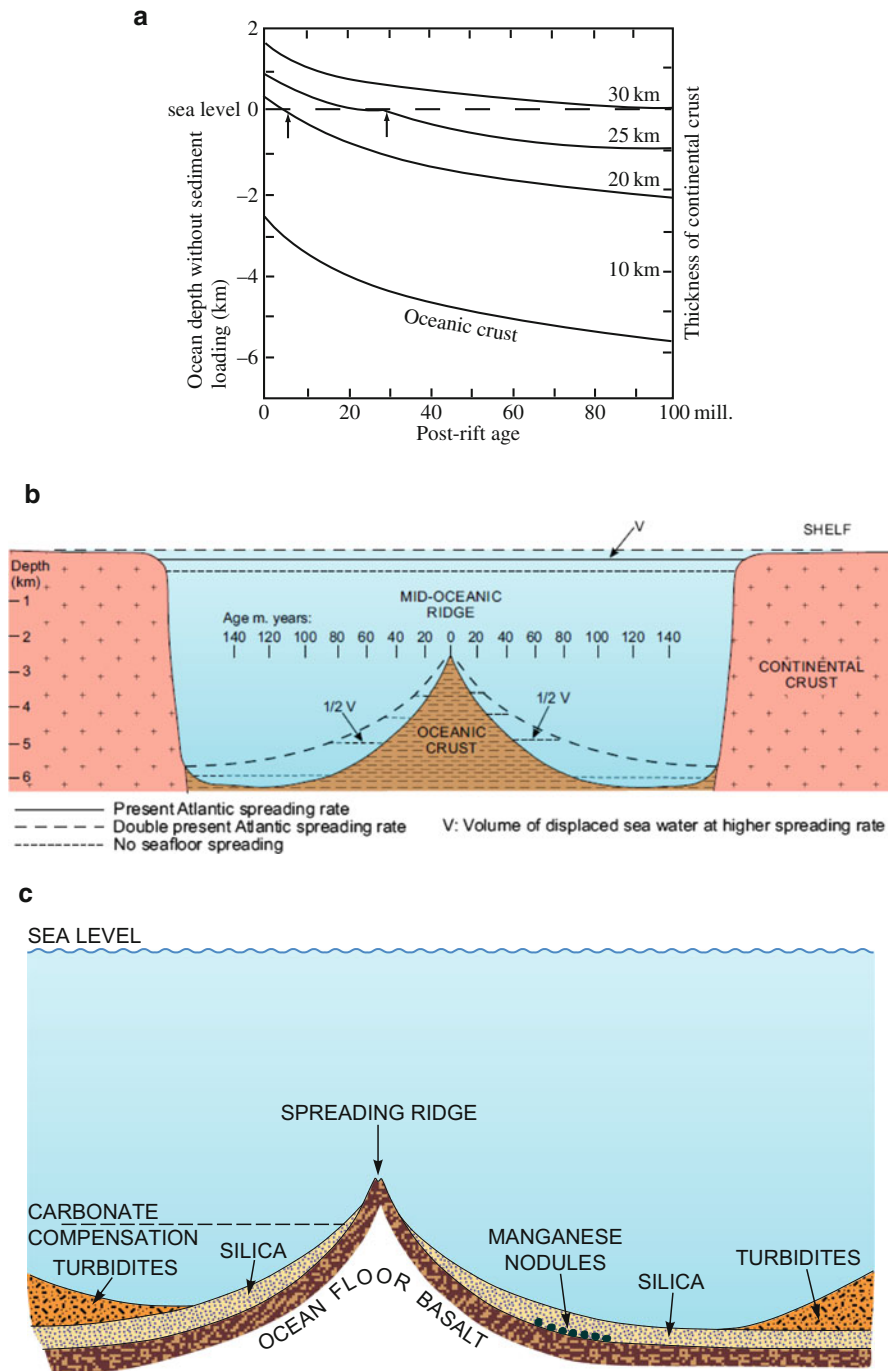 a
2
sea level 0
−2
−4
−6
Ocean depth without sediment
loading (km)
30 km
25 km
20 km
10 km
Oceanic crust
Thickness of continental crust
0 20 40 60 80 100 mill.
Post-rift age
b
V
SHELF
Depth
(km)
1
2
3
4
5
6
MID-OCEANIC
RIDGE
Age m. years:
140 120 100 80 60 40 20 0 20 40 60 80 100 120 140
CONTINENTAL
CRUST
1/2 V
1/2 V
OCEANIC
CRUST
Present Atlantic spreading rate
Double present Atlantic spreading rate
No seafloor spreading
V: Volume of displaced sea water at higher spreading rate
c
SEA LEVEL
SPREADING RIDGE
CARBONATE
COMPENSATION
TURBIDITES
SILICA
MANGANESE
NODULES
SILICA
TURBIDITES
OCEAN FLOOR BASALT